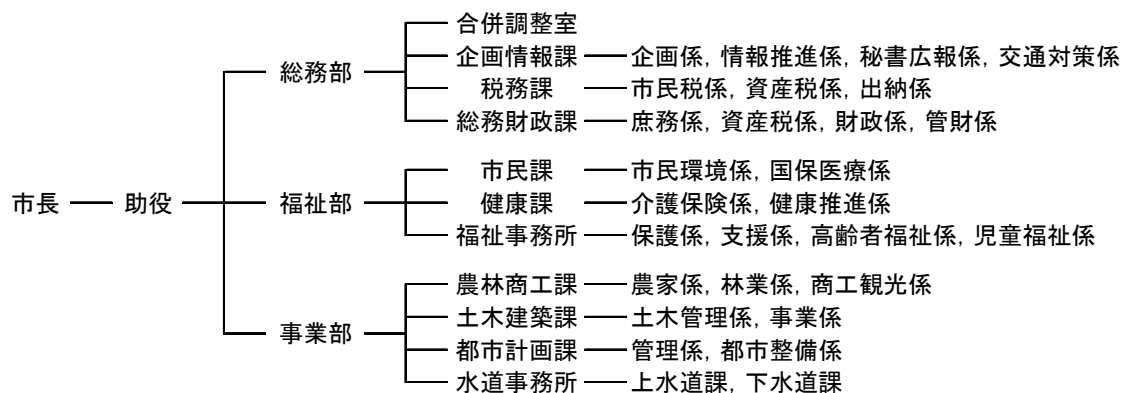 合併調整室
企画情報課 企画係, 情報推進係, 秘書広報係, 交通対策係
総務部
税務課 市民税係, 資産税係, 出納係
総務財政課 庶務係, 資産税係, 財政係, 管財係
市民課 市民環境係, 国保医療係
市長 助役 福祉部 健康課 介護保険係, 健康推進係
福祉事務所 保護係, 支援係, 高齢者福祉係, 児童福祉係
農林商工課 農家係, 林業係, 商工観光係
土木建築課 土木管理係, 事業係
事業部
都市計画課 管理係, 都市整備係
水道事務所 上水道課, 下水道課